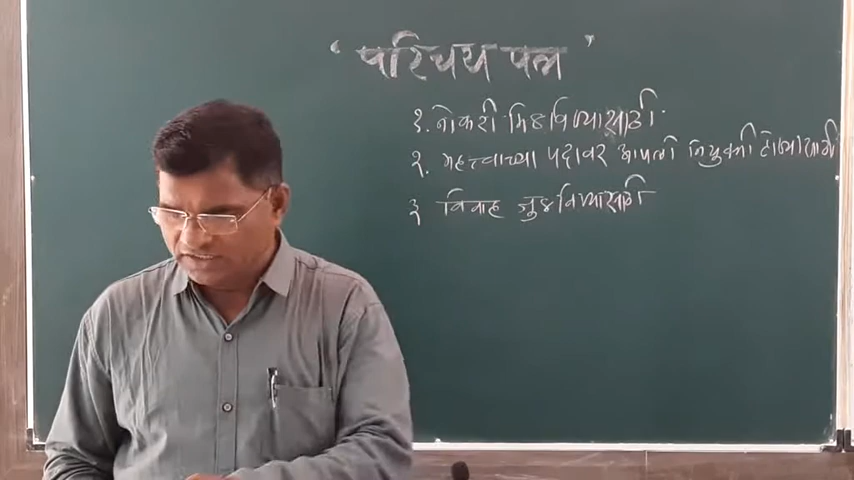 “परिचय पत्र”
१. नोकरी मिळविण्यासाठी.
२. महत्त्वाच्या पदावर आपली नियुक्ती होण्यासाठी
३ विवाह जुळविण्यासाठी